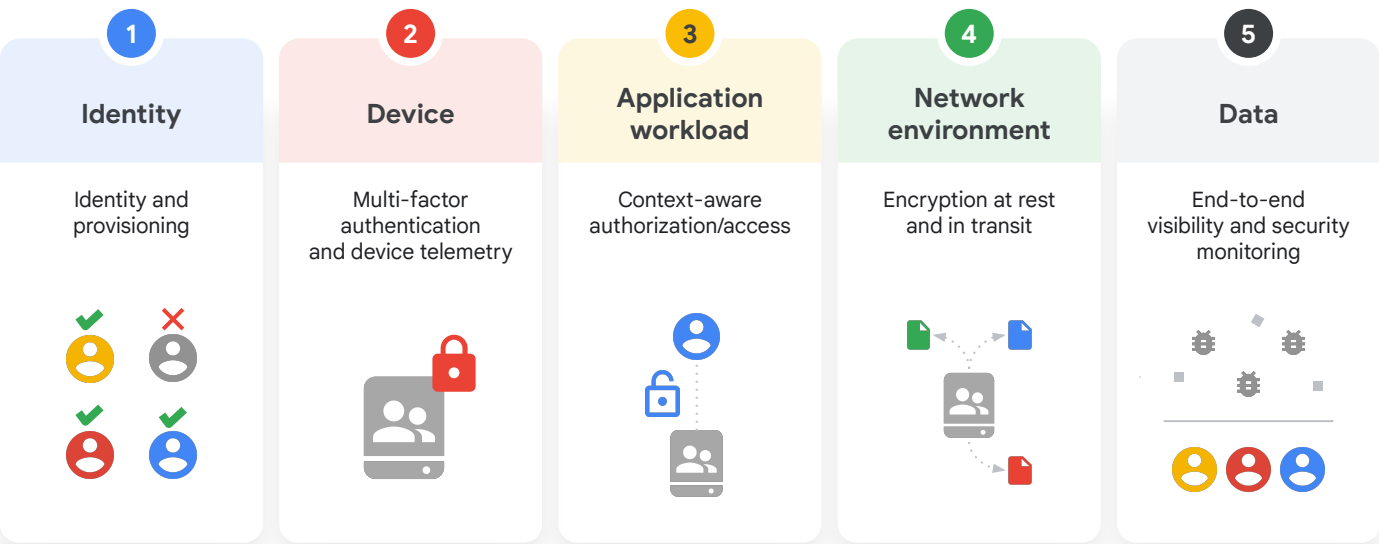 1
Identity
Identity and
provisioning
2
Device
Multi-factor
authentication
and device telemetry
3
Application
workload
Context-aware
authorization/access
4
Network
environment
Encryption at rest
and in transit
5
Data
End-to-end
visibility and security
monitoring